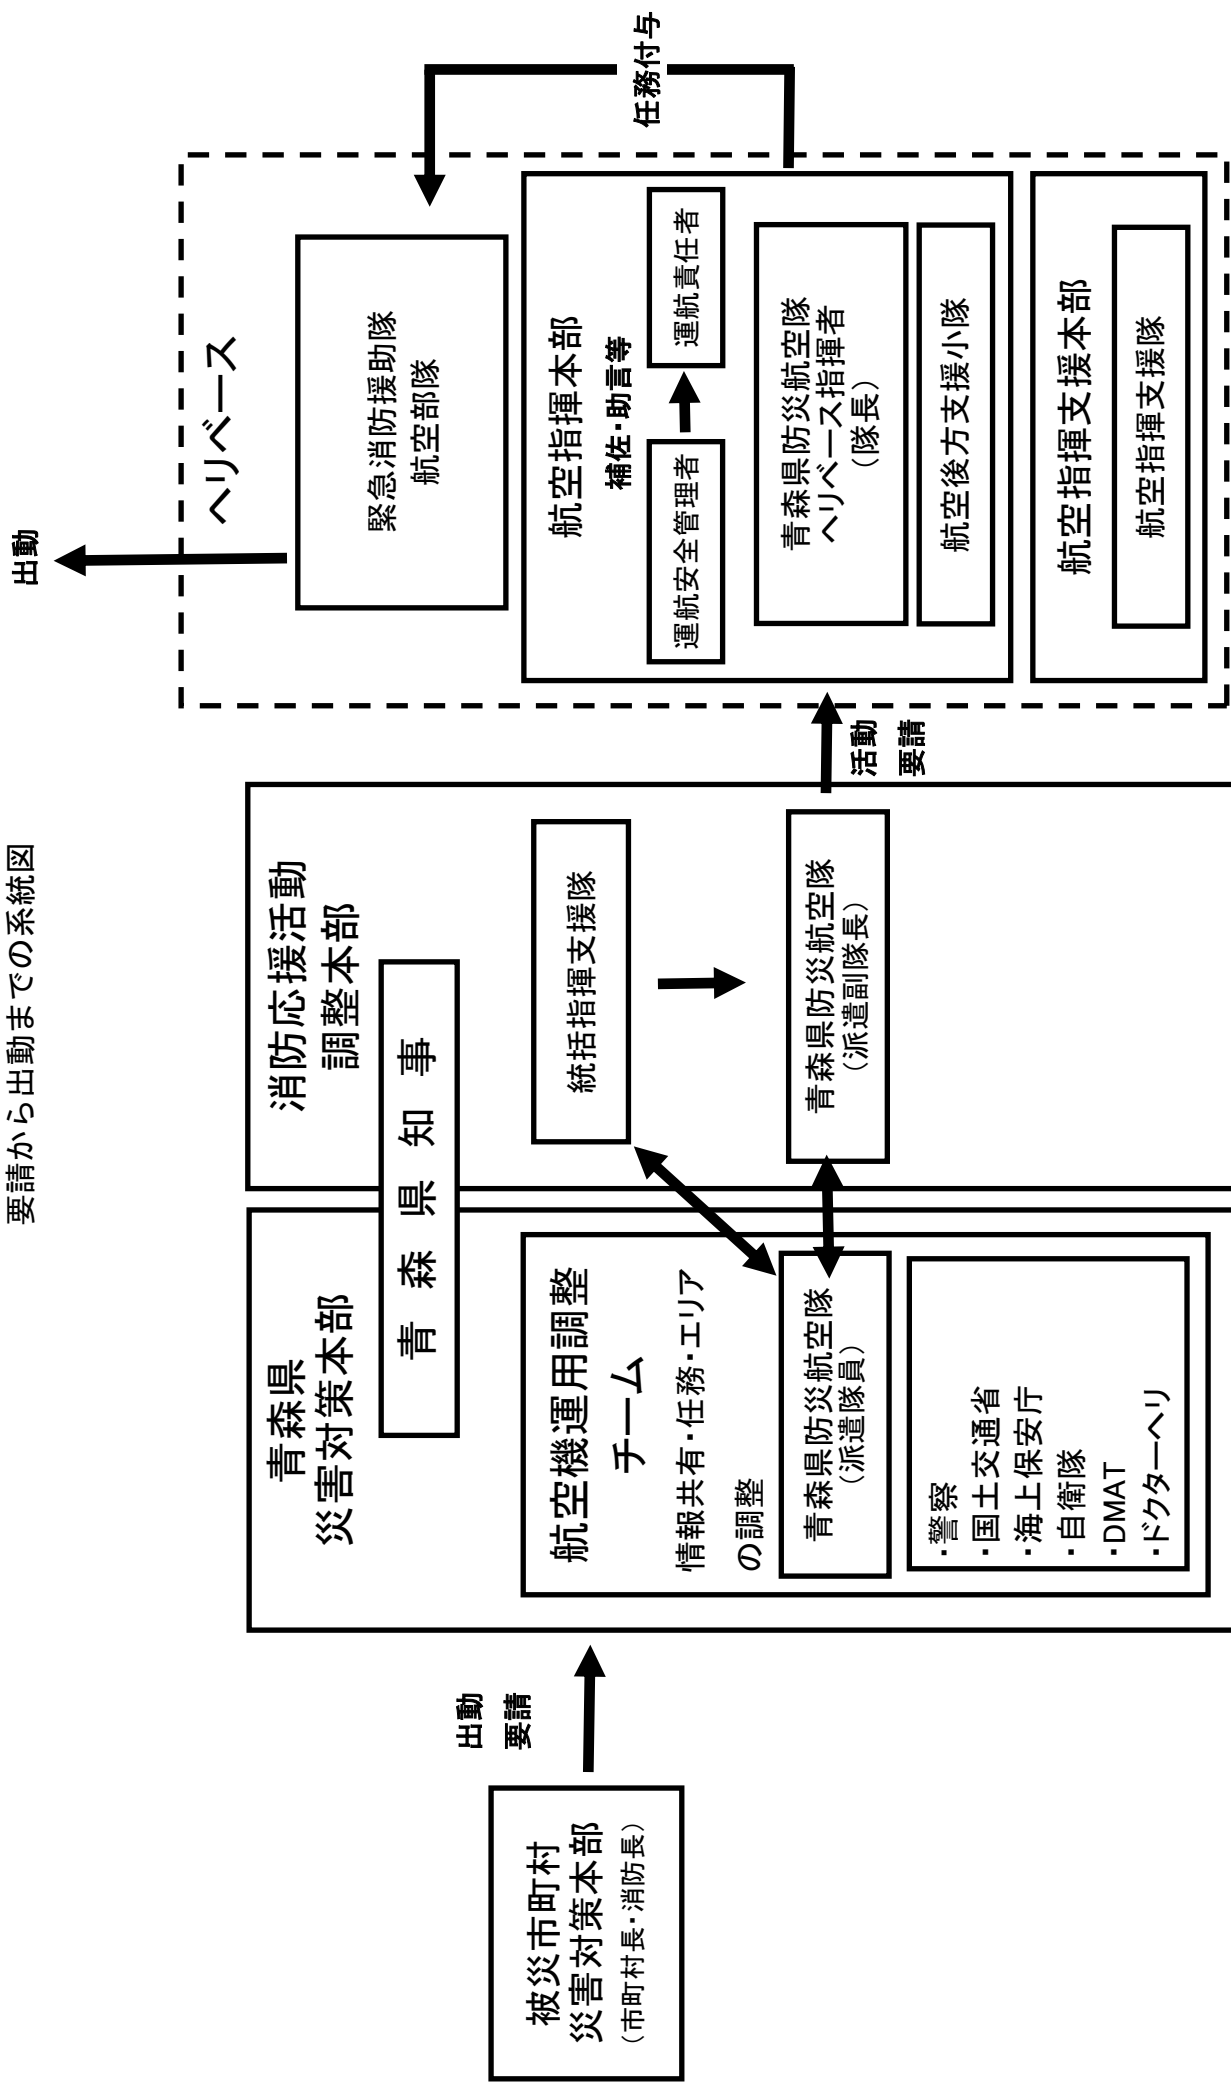 要請から出動までの系統図
被災市町村
災害対策本部
（市町村長・消防長）
出動
要請
青森県
災害対策本部
消防応援活動
調整本部
青森県知事
航空機運用調整
チーム
情報共有・任務・エリア
の調整
青森県防災航空隊
（派遣隊員）
・警察
・国土交通省
・海上保安庁
・自衛隊
・DMAT
・ドクターヘリ
統括指揮支援隊
青森県防災航空隊
（派遣副隊長）
活動
要請
ヘリベース
緊急消防援助隊
航空部隊
航空指揮本部
補佐・助言等
運航安全管理者
運航責任者
青森県防災航空隊
ヘリベース指揮者
（隊長）
航空後方支援小隊
航空指揮支援本部
航空指揮支援隊
任務付与
出動